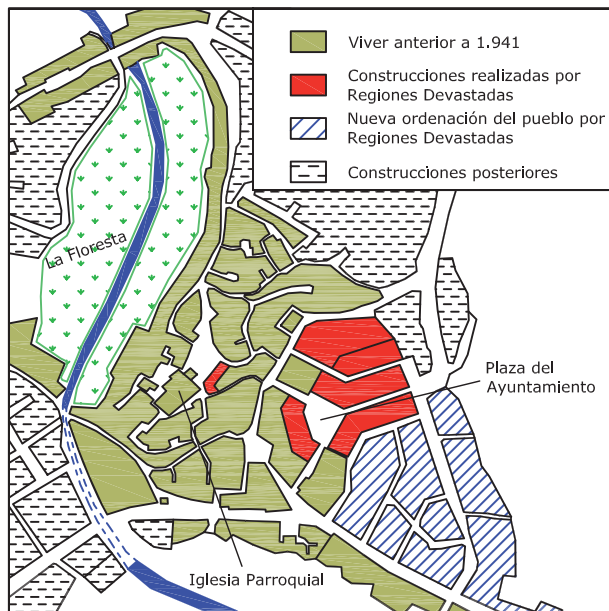 Viver anterior a 1.941
Construcciones realizadas por
Regiones Devastadas
Nueva ordenación del pueblo por
Regiones Devastadas
Construcciones posteriores
La Floresta
Plaza del
Ayuntamiento
Iglesia Parroquial